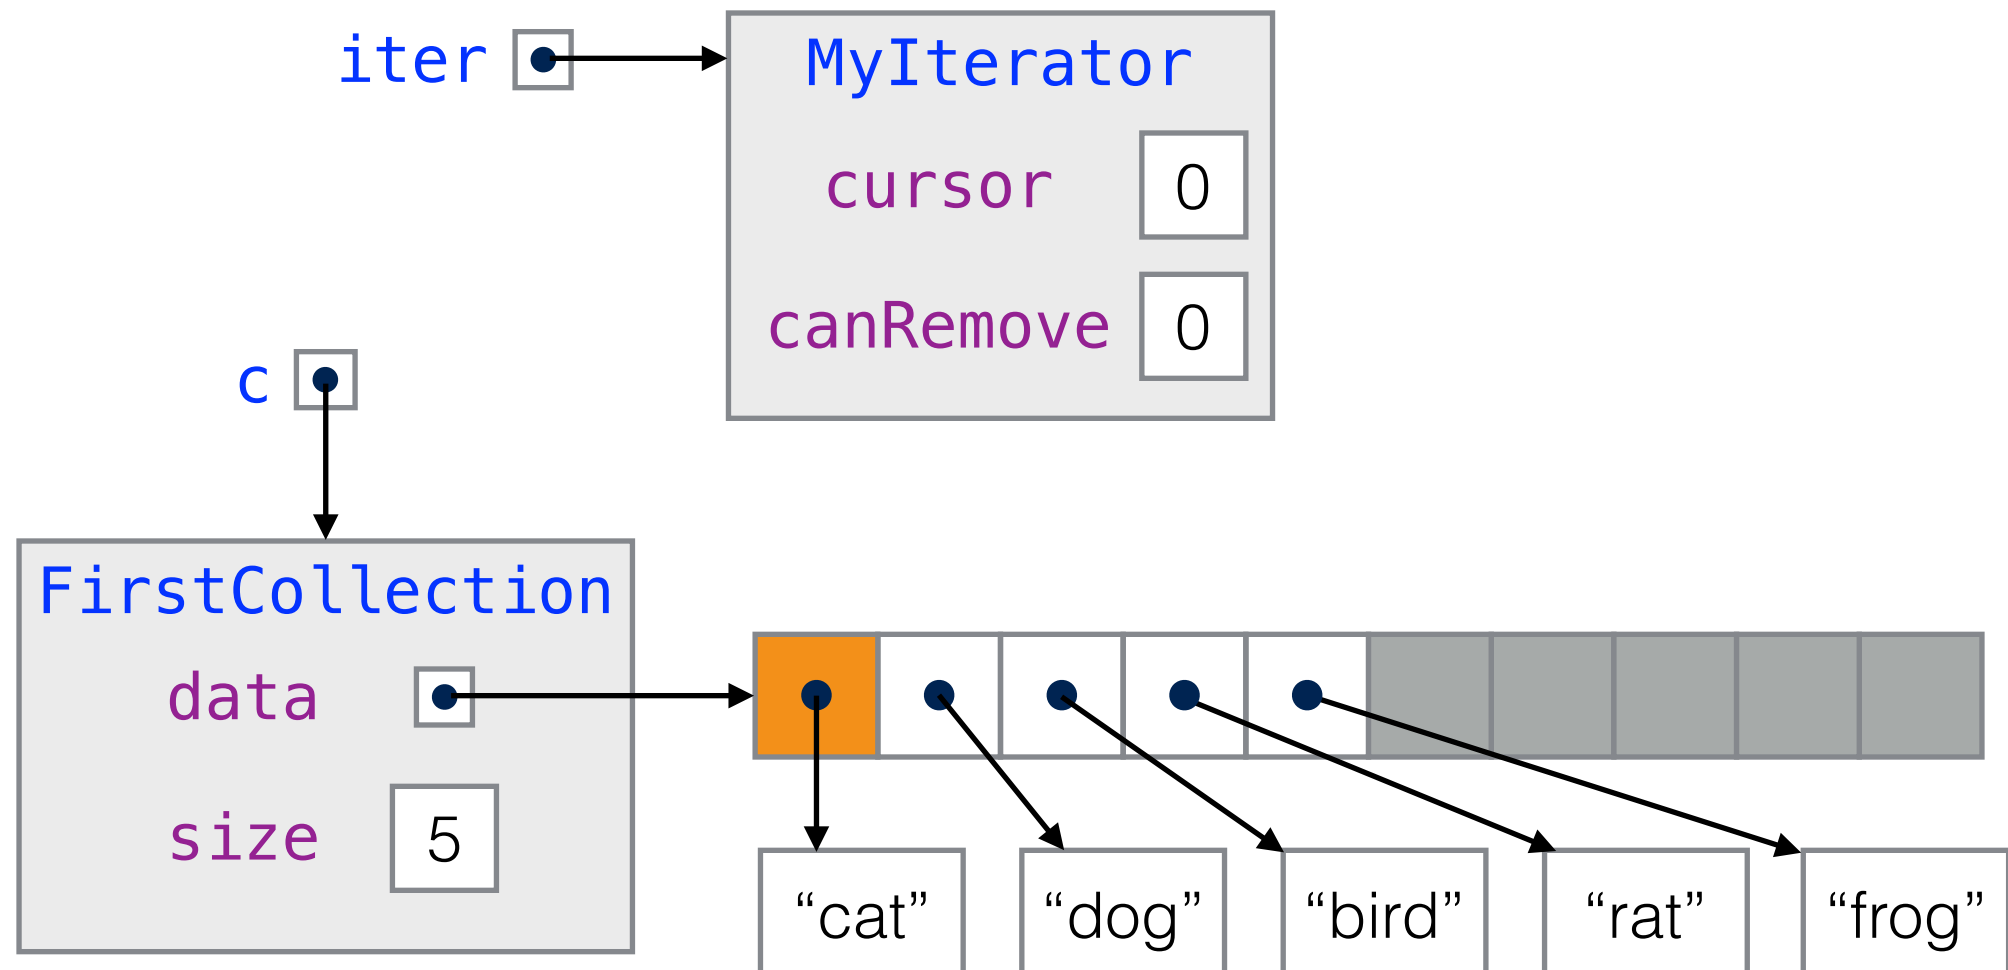 iter
MyIterator
cursor 0
canRemove 0
c
FirstCollection
data
size 5
“cat” “dog” “bird” “rat” “frog”